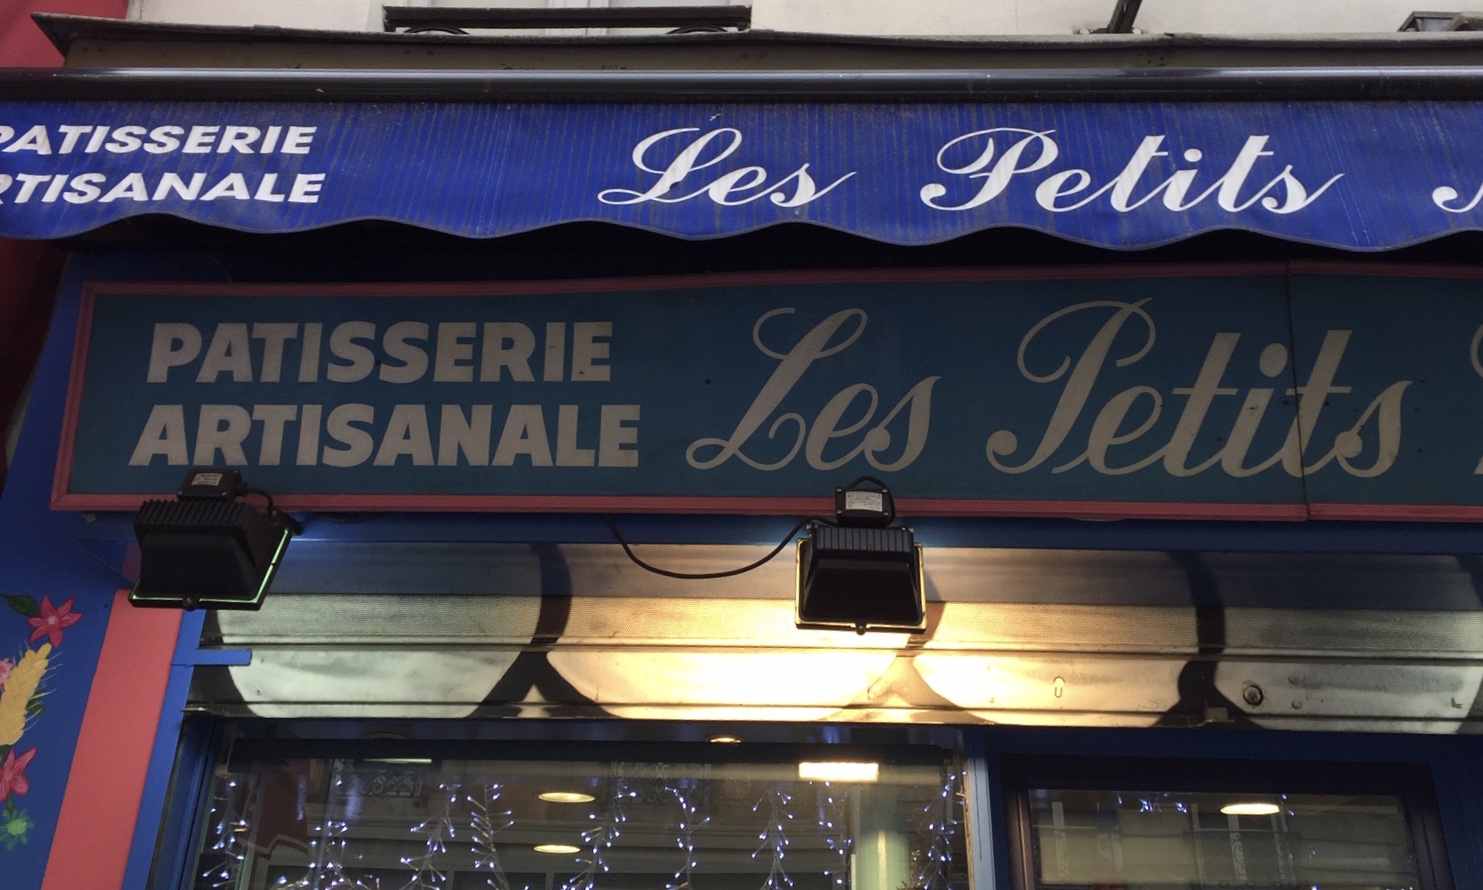 PATISSERIE
ARTISANALE
Les Petits
PATISSERIE
ARTISANALE
Les Petits